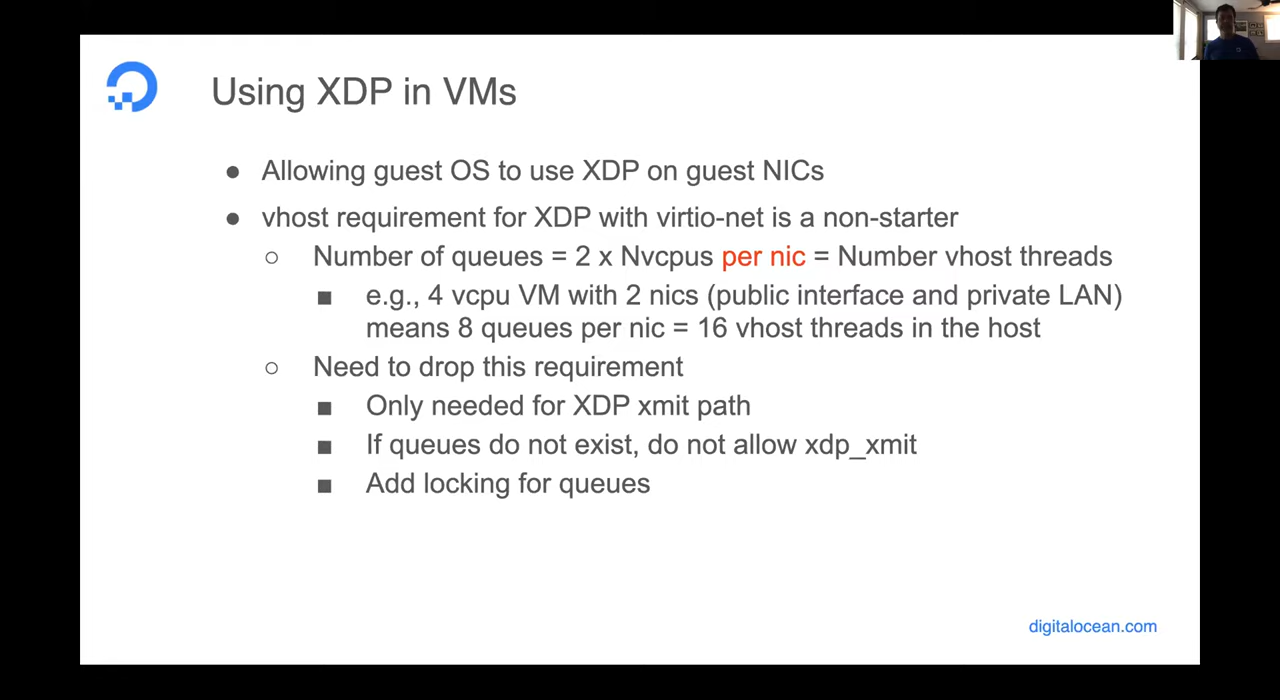 Using XDP in VMs
● Allowing guest OS to use XDP on guest NICs
● vhost requirement for XDP with virtio-net is a non-starter
○ Number of queues = 2 x Nvcpus per nic = Number vhost threads
■ e.g., 4 vcpu VM with 2 nics (public interface and private LAN)
means 8 queues per nic = 16 vhost threads in the host
○ Need to drop this requirement
■ Only needed for XDP xmit path
■ If queues do not exist, do not allow xdp_xmit
■ Add locking for queues
digitalocean.com